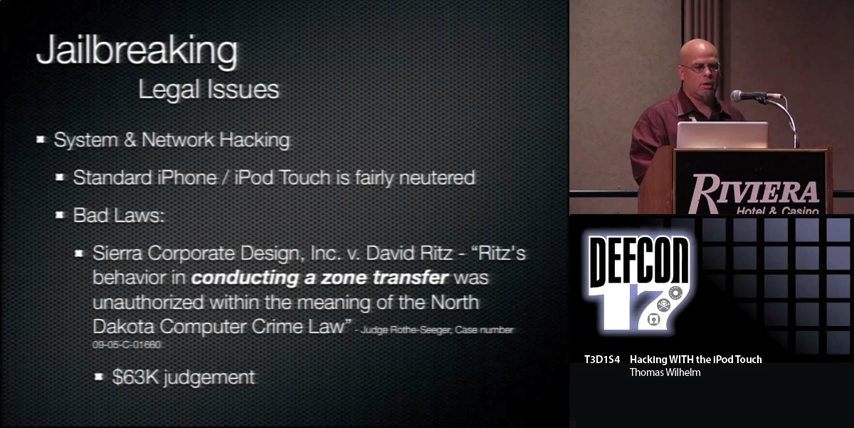 Jailbreaking
Legal Issues
System & Network Hacking
Standard iPhone / iPod Touch is fairly neutered
Bad Laws:
Sierra Corporate Design, Inc. v. David Ritz - “Ritz's
behavior in conducting a zone transfer was
unauthorized within the meaning of the North
Dakota Computer Crime Law” - Judge Rothe-Seeger, Case number
09-05-C-01660
$63K judgement
RIVIERA
Hotel & Casino
DEFCON
17
T3D1S4 Hacking WITH the iPod Touch
Thomas Wilhelm